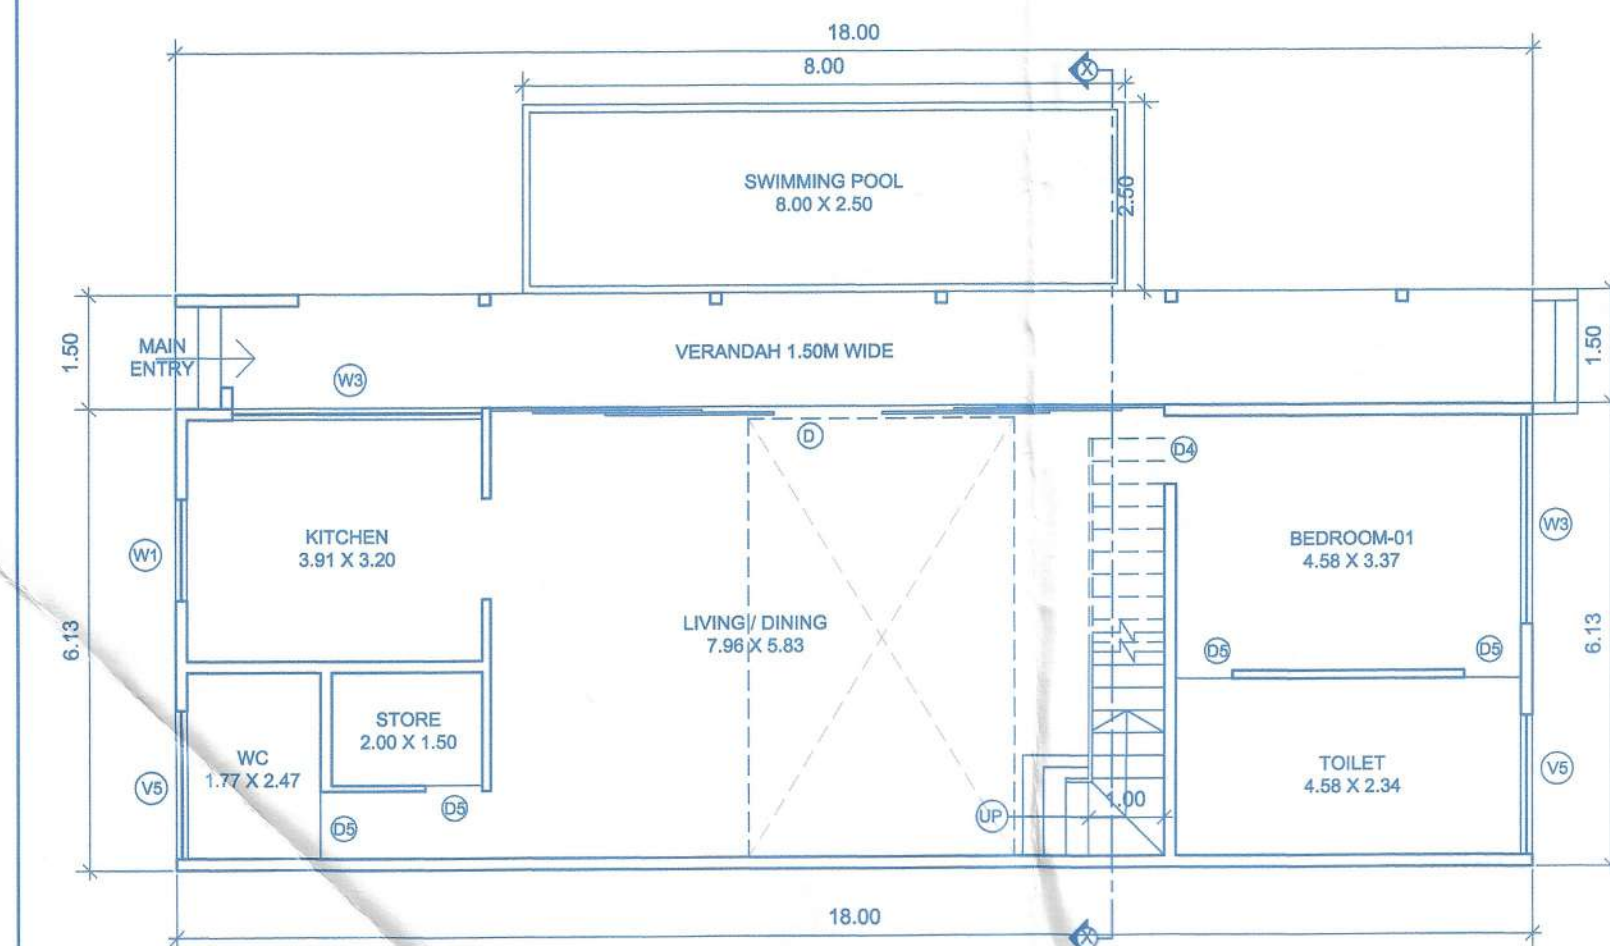 18.00
8.00
X
SWIMMING POOL
8.00 X 2.50
2.50
1.50
MAIN
ENTRY
VERANDAH 1.50M WIDE
1.50
W3
D
D4
W1
KITCHEN
3.91 X 3.20
BEDROOM-01
4.58 X 3.37
W3
6.13
LIVING / DINING
7.96 X 5.83
6.13
D5
D5
STORE
2.00 X 1.50
WC
1.77 X 2.47
V5
TOILET
4.58 X 2.34
V5
D5
D5
UP
1.00
18.00
X